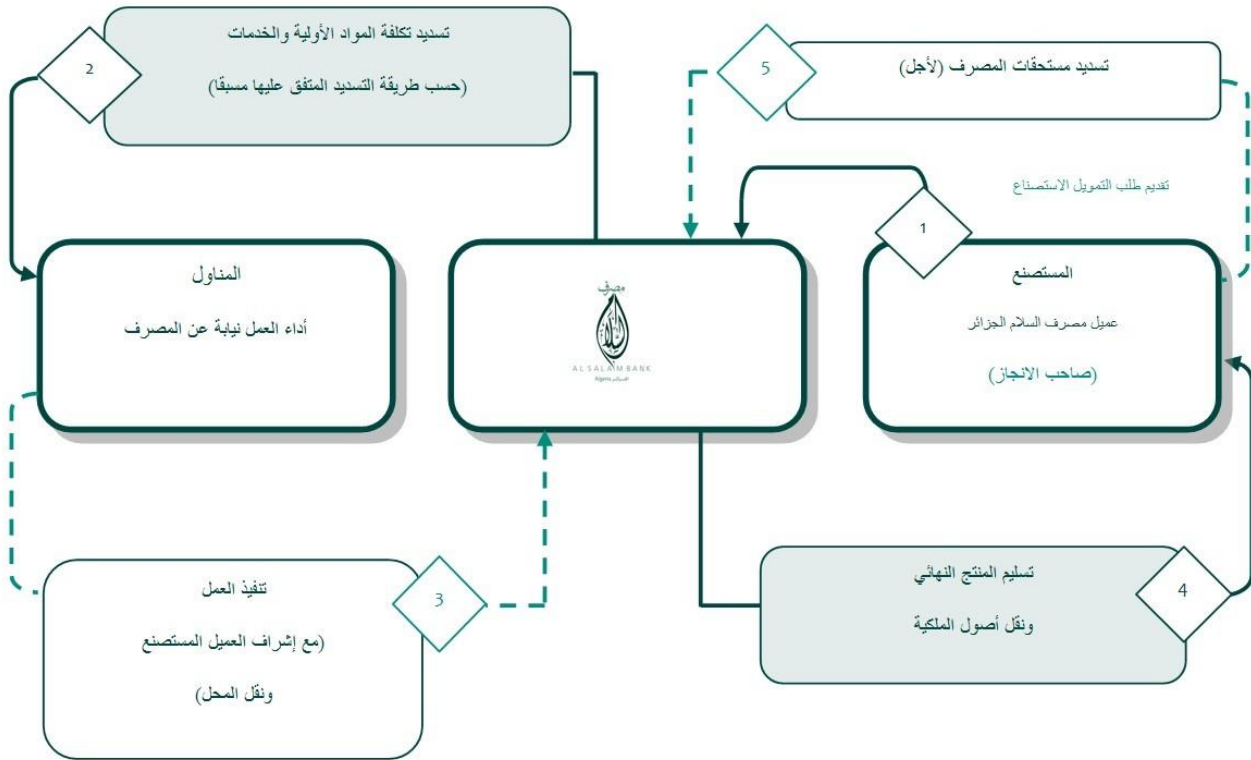 تسديد تكلفة المواد الأولية والخدمات
(حسب طريقة التسديد المتفق عليها مسبقا)
2
تسديد مستحقات المصرف (لأجل)
5
تقديم طلب التمويل الاستصناع
1
المستصنع
عميل مصرف السلام الجزائر
(صاحب الانجاز)
مصرف
السلام
AL SALAM BANK
Algeria الجزائر
المناول
أداء العمل نيابة عن المصرف
تنفيذ العمل
(مع إشراف العميل المستصنع
ونقل المحل)
3
تسليم المنتج النهائي
ونقل أصول الملكية
4